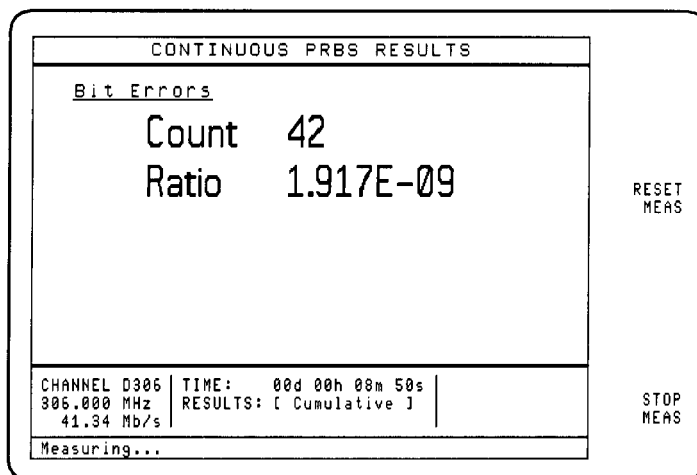 CONTINUOUS PRBS RESULTS
Bit Errors
Count 42
Ratio 1.917E-09
RESET
MEAS
CHANNEL D306
306.000 MHz
41.34 Mb/s
TIME: 00d 00h 08m 50s
RESULTS: [ Cumulative ]
STOP
MEAS
Measuring...